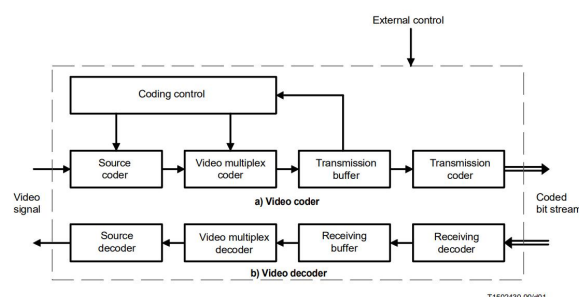 External control
Coding control
Source
coder
Video multiplex
coder
Transmission
buffer
Transmission
coder
Video
signal
a) Video coder
Coded
bit stream
Source
decoder
Video multiplex
decoder
Receiving
buffer
Receiving
decoder
b) Video decoder